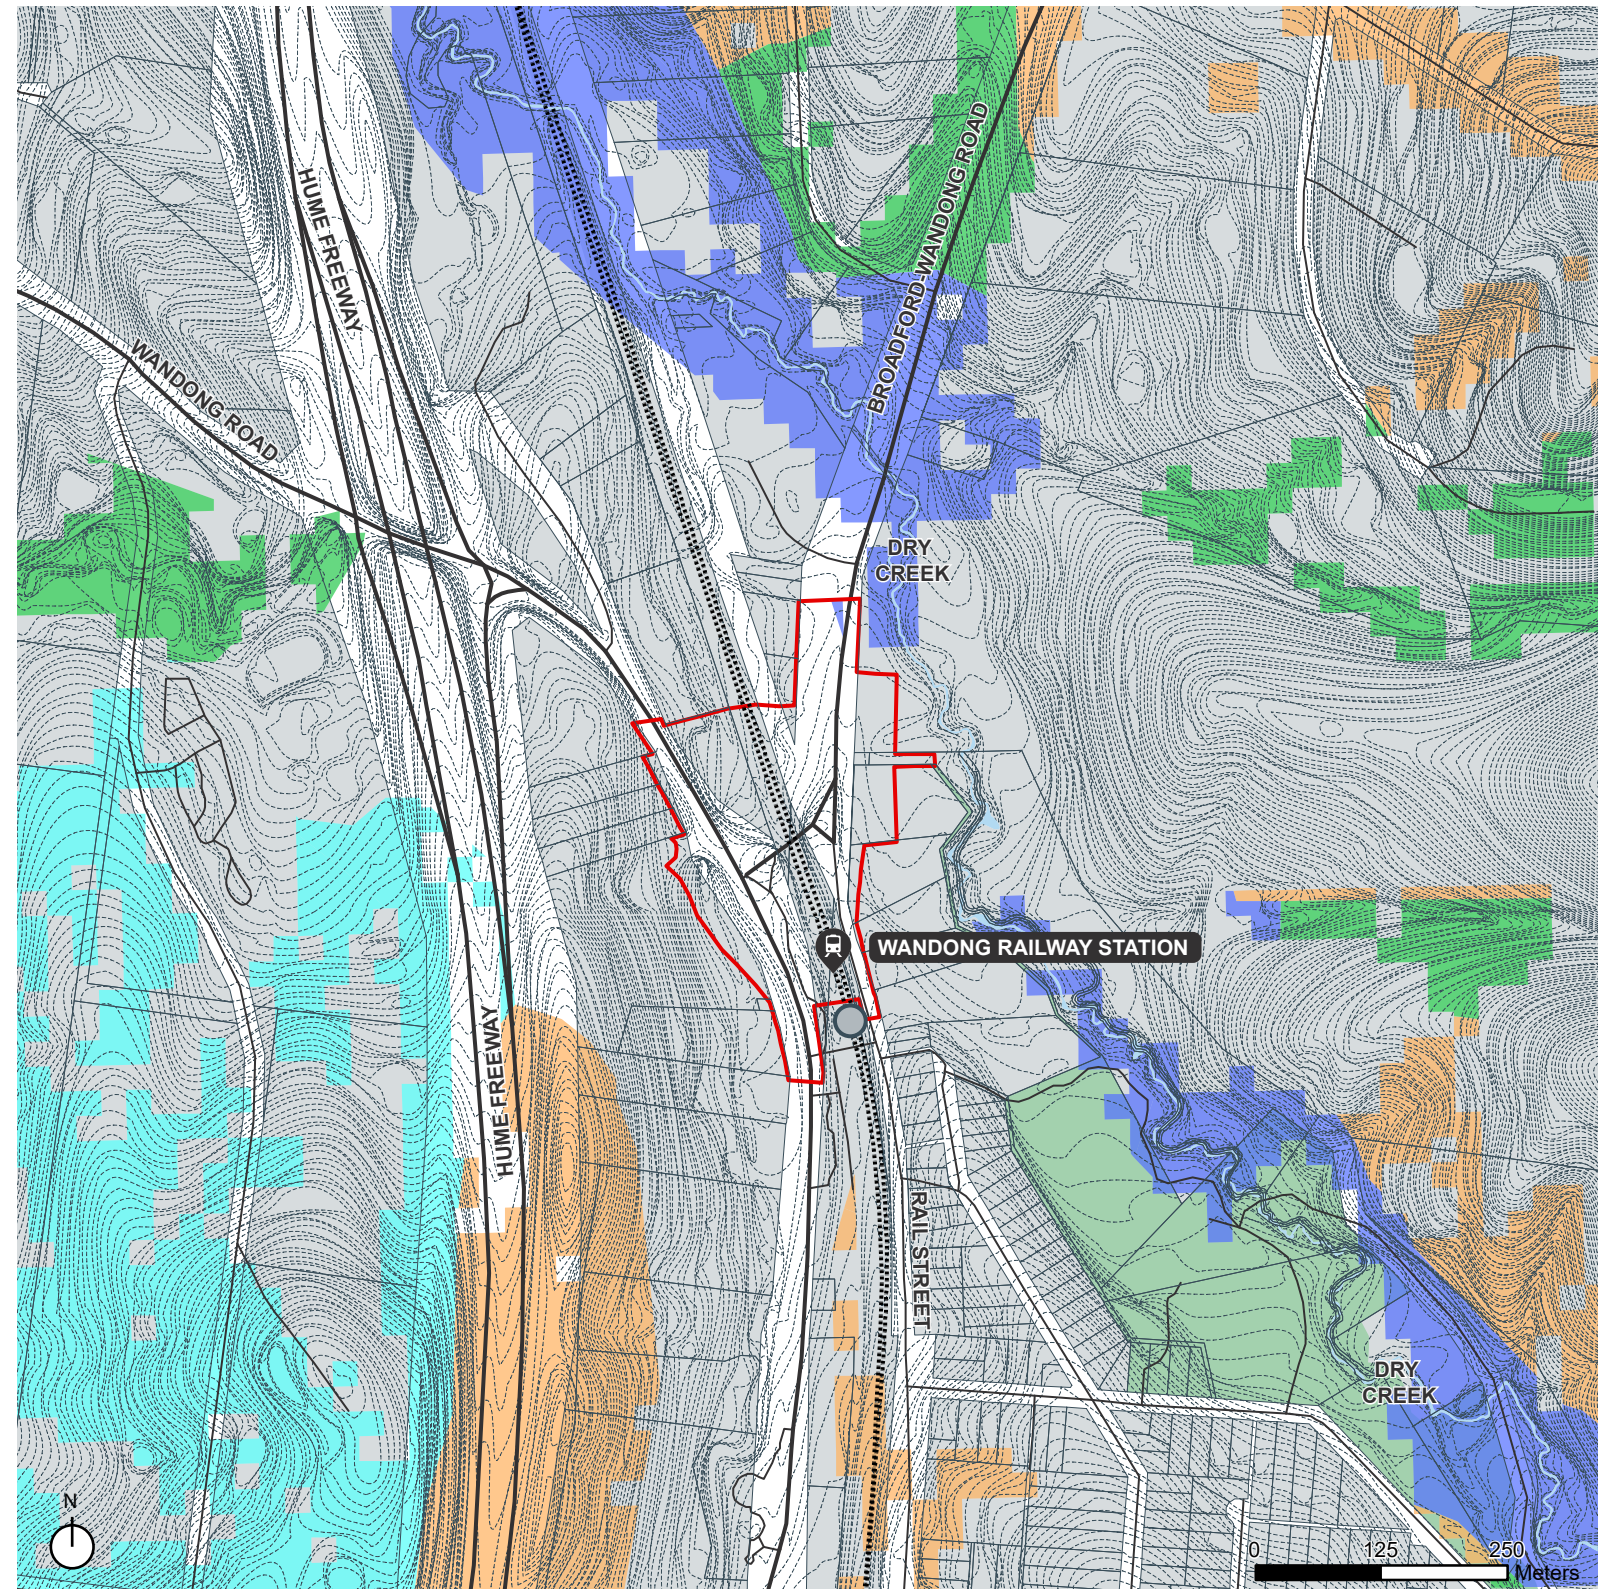 HUME FREEWAY
BROADFORD-WANDONG ROAD
WANDONG ROAD
DRY
CREEK
WANDONG RAILWAY STATION
HUME FREEWAY
RAIL STREET
DRY
CREEK
N
0 125 250
Meters